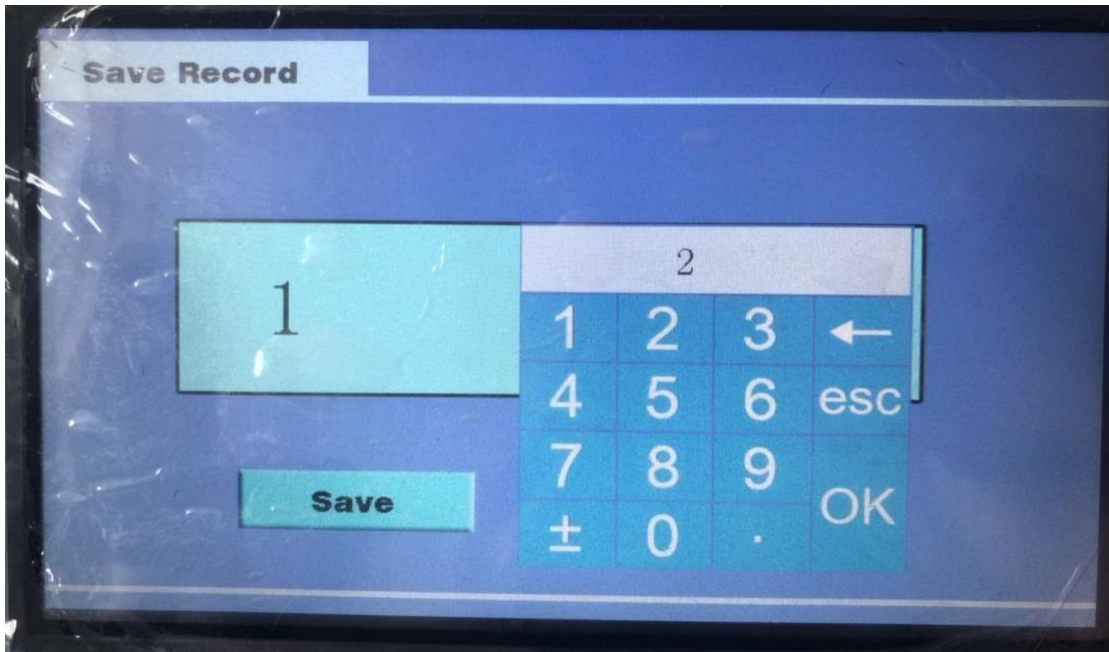 Save Record
1
2
1 2 3 ←
4 5 6 esc
7 8 9
OK
± 0 .
Save